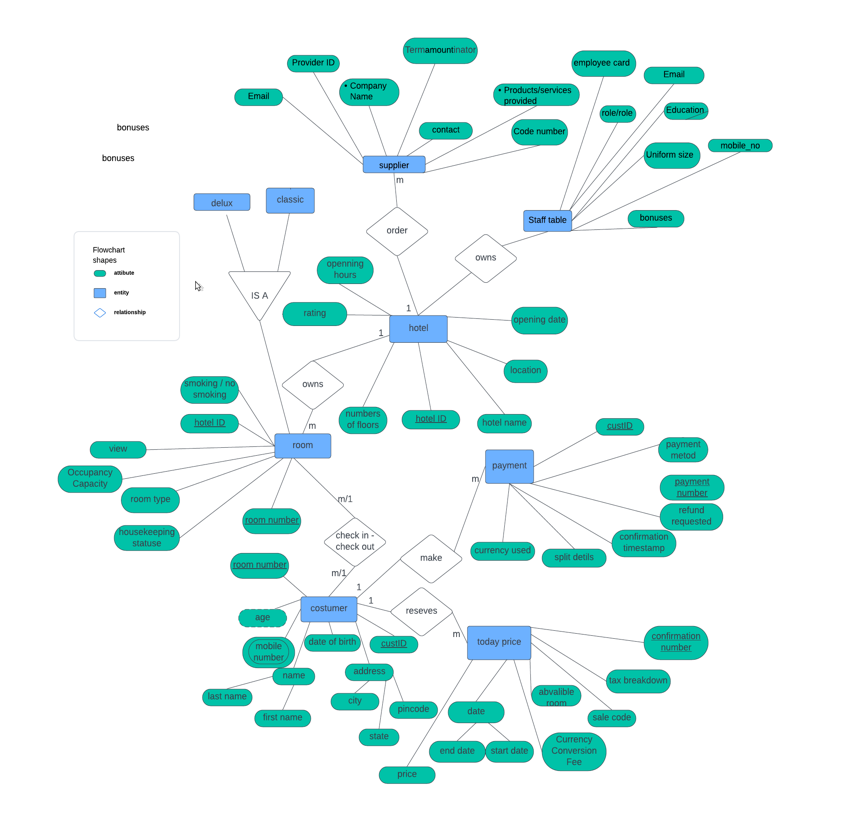 Termamountinator
Provider ID
employee card
Email
• Company
Name
• Products/services
provided
Email
role/role
Education
contact
Code number
bonuses
mobile_no
bonuses
Uniform size
supplier
m
delux
classic
Staff table
bonuses
order
Flowchart
shapes
attibute
entity
relationship
IS A
openning
hours
owns
rating
1
1
hotel
opening date
location
owns
smoking / no
smoking
hotel ID
numbers
of floors
hotel ID
hotel name
custID
m
view
room
payment
metod
payment
Occupancy
Capacity
room type
m
payment
number
m/1
refund
requested
room number
housekeeping
statuse
check in -
check out
currency used
confirmation
timestamp
split detils
make
room number
m/1
1
1
costumer
reseves
age
m
mobile
number
date of birth
custID
today price
confirmation
number
name
address
tax breakdown
last name
city
pincode
abvalible
room
first name
date
sale code
state
end date
start date
Currency
Conversion
Fee
price